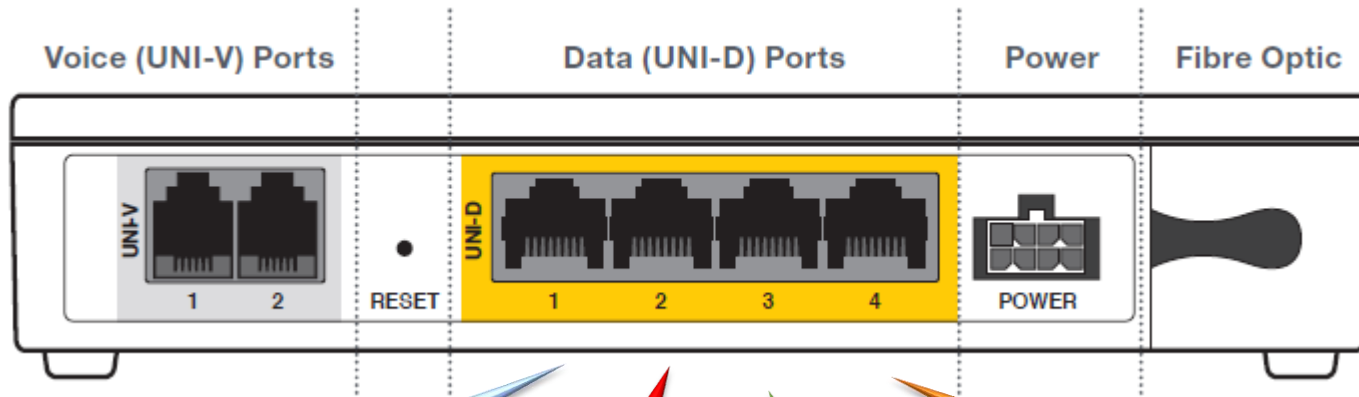 Voice (UNI-V) Ports
Data (UNI-D) Ports
Power
Fibre Optic
UNI-V
1 2
RESET
UNI-D
1 2 3 4
POWER